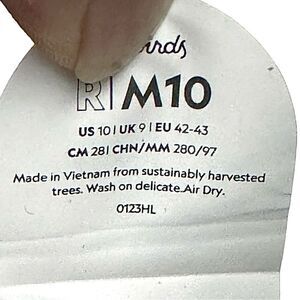 irds
R M10
US 10 | UK 9 | EU 42-43
CM 28 | CHN/MM 280/97
Made in Vietnam from sustainably harvested
trees. Wash on delicate. Air Dry.
0123HL